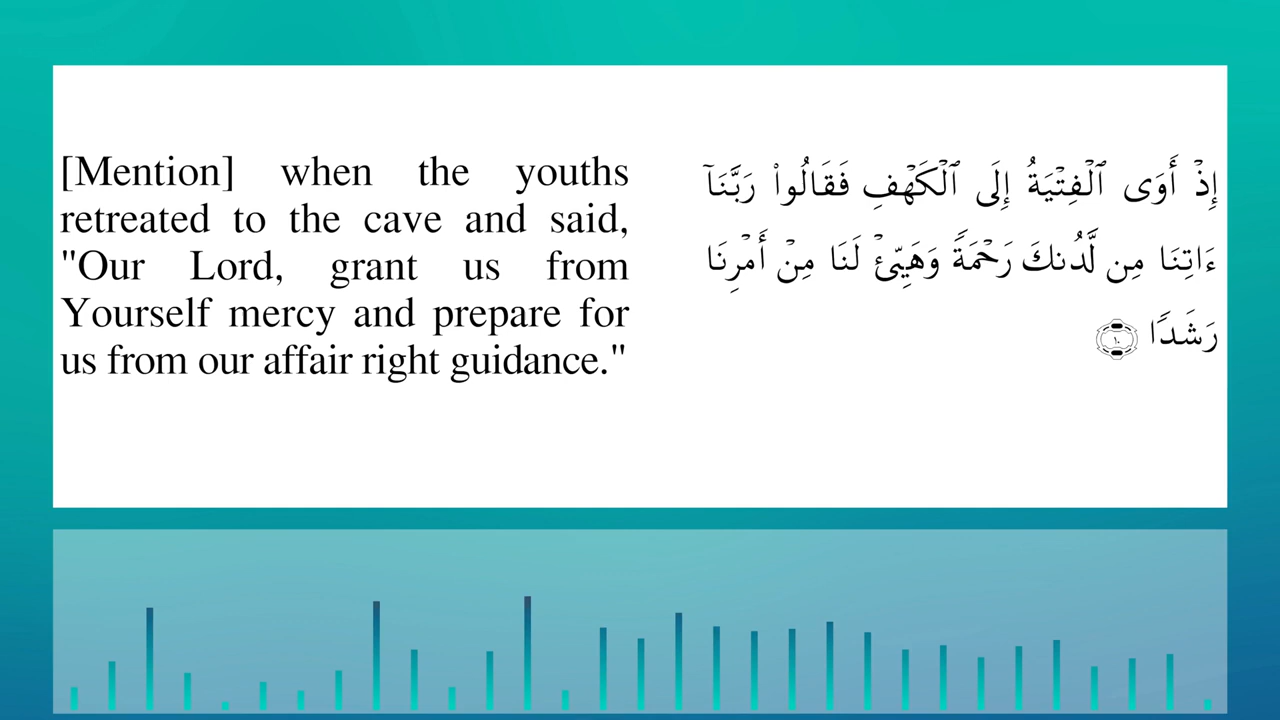 [Mention] when the youths
retreated to the cave and said,
"Our Lord, grant us from
Yourself mercy and prepare for
us from our affair right guidance."
إِذۡ أَوَى ٱلۡفِتۡيَةُ إِلَى ٱلۡكَهۡفِ فَقَالُواْ رَبَّنَآ
ءَاتِنَا مِن لَّدُنكَ رَحۡمَةٗ وَهَيِّئۡ لَنَا مِنۡ أَمۡرِنَا
رَشَدٗا ١٠